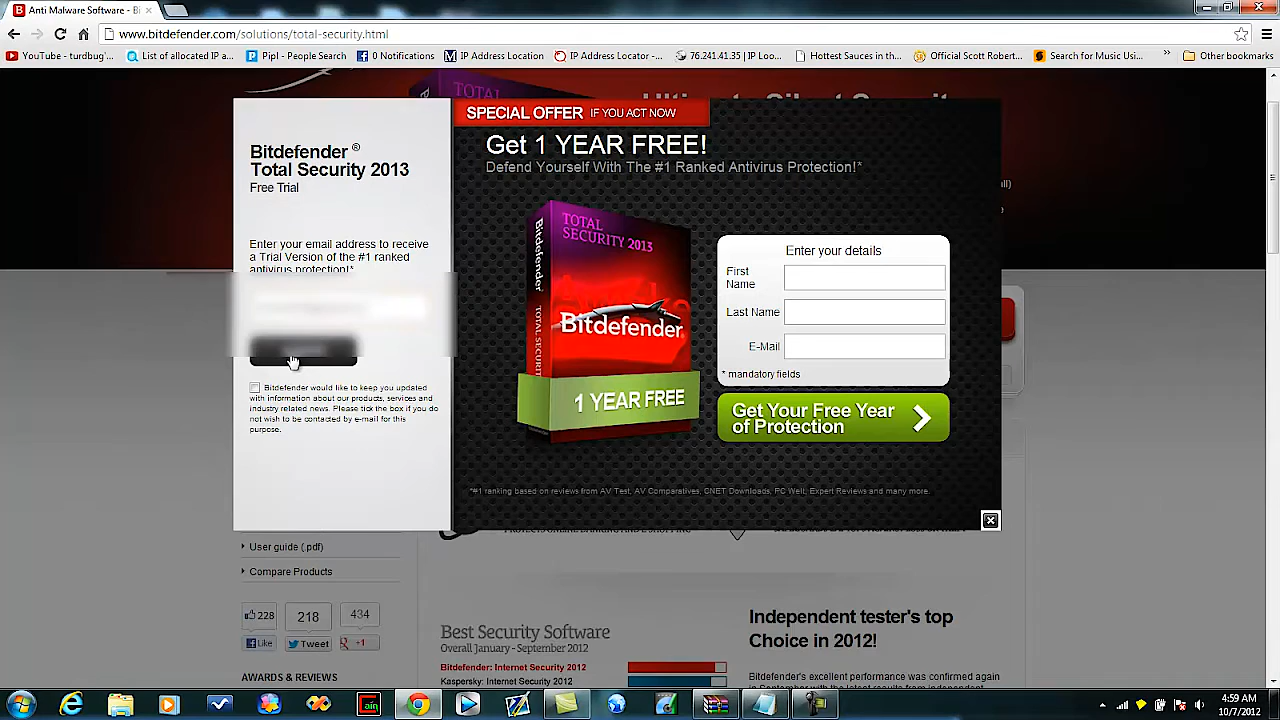 Anti Malware Software - Bi
www.bitdefender.com/solutions/total-security.html
YouTube - turdbug'...
List of allocated a...
Pipl - People Search
0 Notifications
IP Address Location
IP Address Locator -...
76.241.41.35 | IP Loo...
Hottest Sauces in the...
Official Scott Robert...
Search for Music Usi...
»
Other bookmarks
SPECIAL OFFER IF YOU ACT NOW
Get 1 YEAR FREE!
Defend Yourself With The #1 Ranked Antivirus Protection!*
Bitdefender ®
Total Security 2013
Free Trial
Enter your email address to receive
a Trial Version of the #1 ranked
antivirus protection!*
Bitdefender would like to keep you updated
with information about our products, services and
industry related news. Please tick the box if you do
not wish to be contacted by e-mail for this
purpose.
TOTAL
SECURITY 2013
Bitdefender
TOTAL SECURIT
Bitdefender
1 YEAR FREE
Enter your details
First
Name
Last Name
E-Mail
* mandatory fields
Get Your Free Year
of Protection
*#1 ranking based on reviews from AV Test, AV Comparatives, CNET Downloads, PC Welt, Expert Reviews and many more.
User guide (.pdf)
Compare Products
228
218
434
Like
Tweet
+1
AWARDS & REVIEWS
Best Security Software
Overall January - September 2012
Bitdefender: Internet Security 2012
Kaspersky: Internet Security 2012
Independent tester's top
Choice in 2012!
Bitdefender's excellent performance was confirmed again
Cain
4:59 AM
10/7/2012